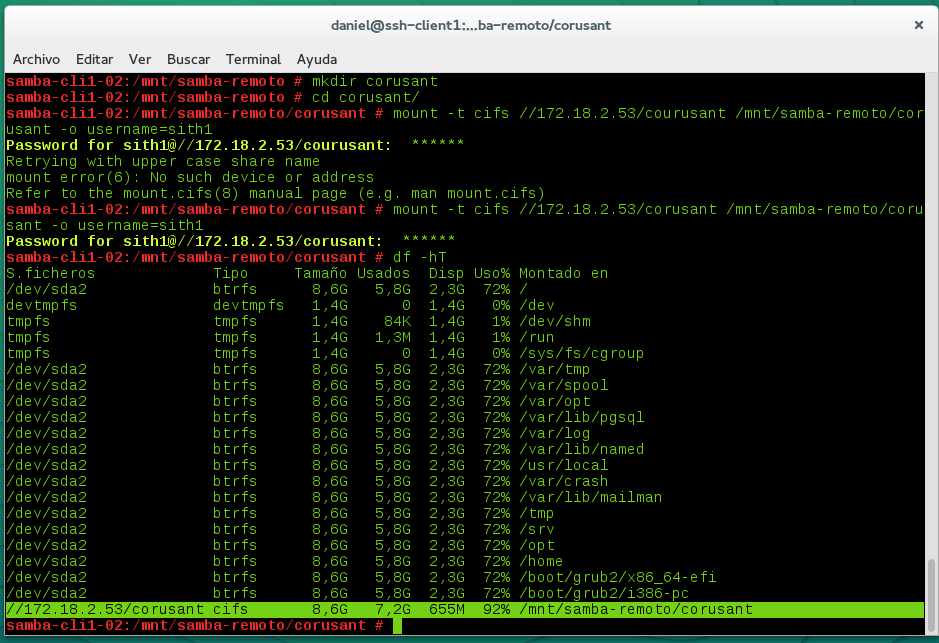 daniel@ssh-client1:...ba-remoto/corusant ×
Archivo Editar Ver Buscar Terminal Ayuda
samba-cli1-02:/mnt/samba-remoto # mkdir corusant
samba-cli1-02:/mnt/samba-remoto # cd corusant/
samba-cli1-02:/mnt/samba-remoto/corusant # mount -t cifs //172.18.2.53/courusant /mnt/samba-remoto/cor
usant -o username=sith1
Password for sith1@//172.18.2.53/courusant:  ******
Retrying with upper case share name
mount error(6): No such device or address
Refer to the mount.cifs(8) manual page (e.g. man mount.cifs)
samba-cli1-02:/mnt/samba-remoto/corusant # mount -t cifs //172.18.2.53/corusant /mnt/samba-remoto/coru
sant -o username=sith1
Password for sith1@//172.18.2.53/corusant:  ******
samba-cli1-02:/mnt/samba-remoto/corusant # df -hT
S.ficheros Tipo Tamaño Usados Disp Uso% Montado en
/dev/sda2 btrfs 8,6G 5,8G 2,3G 72% /
devtmpfs devtmpfs 1,4G 0 1,4G 0% /dev
tmpfs tmpfs 1,4G 84K 1,4G 1% /dev/shm
tmpfs tmpfs 1,4G 1,3M 1,4G 1% /run
tmpfs tmpfs 1,4G 0 1,4G 0% /sys/fs/cgroup
/dev/sda2 btrfs 8,6G 5,8G 2,3G 72% /var/tmp
/dev/sda2 btrfs 8,6G 5,8G 2,3G 72% /var/spool
/dev/sda2 btrfs 8,6G 5,8G 2,3G 72% /var/opt
/dev/sda2 btrfs 8,6G 5,8G 2,3G 72% /var/lib/pgsql
/dev/sda2 btrfs 8,6G 5,8G 2,3G 72% /var/log
/dev/sda2 btrfs 8,6G 5,8G 2,3G 72% /var/lib/named
/dev/sda2 btrfs 8,6G 5,8G 2,3G 72% /usr/local
/dev/sda2 btrfs 8,6G 5,8G 2,3G 72% /var/crash
/dev/sda2 btrfs 8,6G 5,8G 2,3G 72% /var/lib/mailman
/dev/sda2 btrfs 8,6G 5,8G 2,3G 72% /tmp
/dev/sda2 btrfs 8,6G 5,8G 2,3G 72% /srv
/dev/sda2 btrfs 8,6G 5,8G 2,3G 72% /opt
/dev/sda2 btrfs 8,6G 5,8G 2,3G 72% /home
/dev/sda2 btrfs 8,6G 5,8G 2,3G 72% /boot/grub2/x86_64-efi
/dev/sda2 btrfs 8,6G 5,8G 2,3G 72% /boot/grub2/i386-pc
//172.18.2.53/corusant cifs 8,6G 7,2G 655M 92% /mnt/samba-remoto/corusant
samba-cli1-02:/mnt/samba-remoto/corusant #